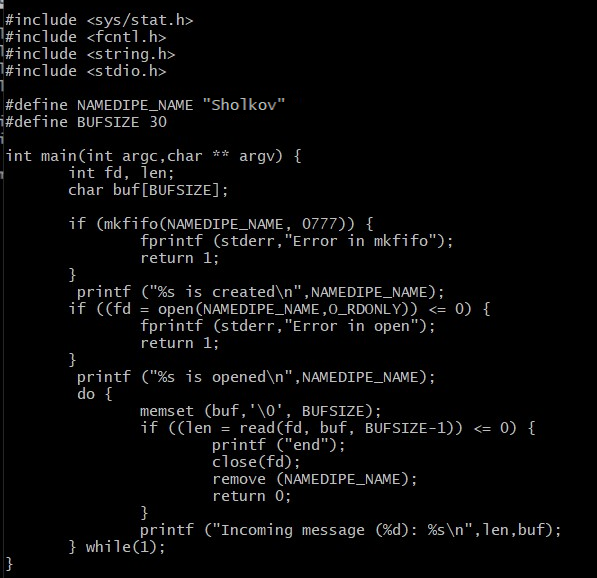 #include <sys/stat.h>
#include <fcntl.h>
#include <string.h>
#include <stdio.h>
#define NAMEDIPE_NAME "Sholkov"
#define BUFSIZE 30
int main(int argc,char ** argv) {
int fd, len;
char buf[BUFSIZE];
if (mkfifo(NAMEDIPE_NAME, 0777)) {
fprintf (stderr,"Error in mkfifo");
return 1;
}
printf ("%s is created\n",NAMEDIPE_NAME);
if ((fd = open(NAMEDIPE_NAME,O_RDONLY)) <= 0) {
fprintf (stderr,"Error in open");
return 1;
}
printf ("%s is opened\n",NAMEDIPE_NAME);
do {
memset (buf,'\0', BUFSIZE);
if ((len = read(fd, buf, BUFSIZE-1)) <= 0) {
printf ("end");
close(fd);
remove (NAMEDIPE_NAME);
return 0;
}
printf ("Incoming message (%d): %s\n",len,buf);
} while(1);
}